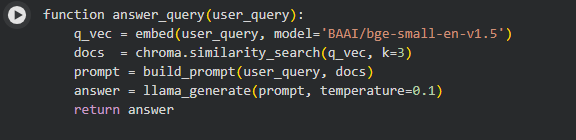 function answer_query(user_query):
    q_vec = embed(user_query, model='BAAI/bge-small-en-v1.5')
    docs  = chroma.similarity_search(q_vec, k=3)
    prompt = build_prompt(user_query, docs)
    answer = llama_generate(prompt, temperature=0.1)
    return answer